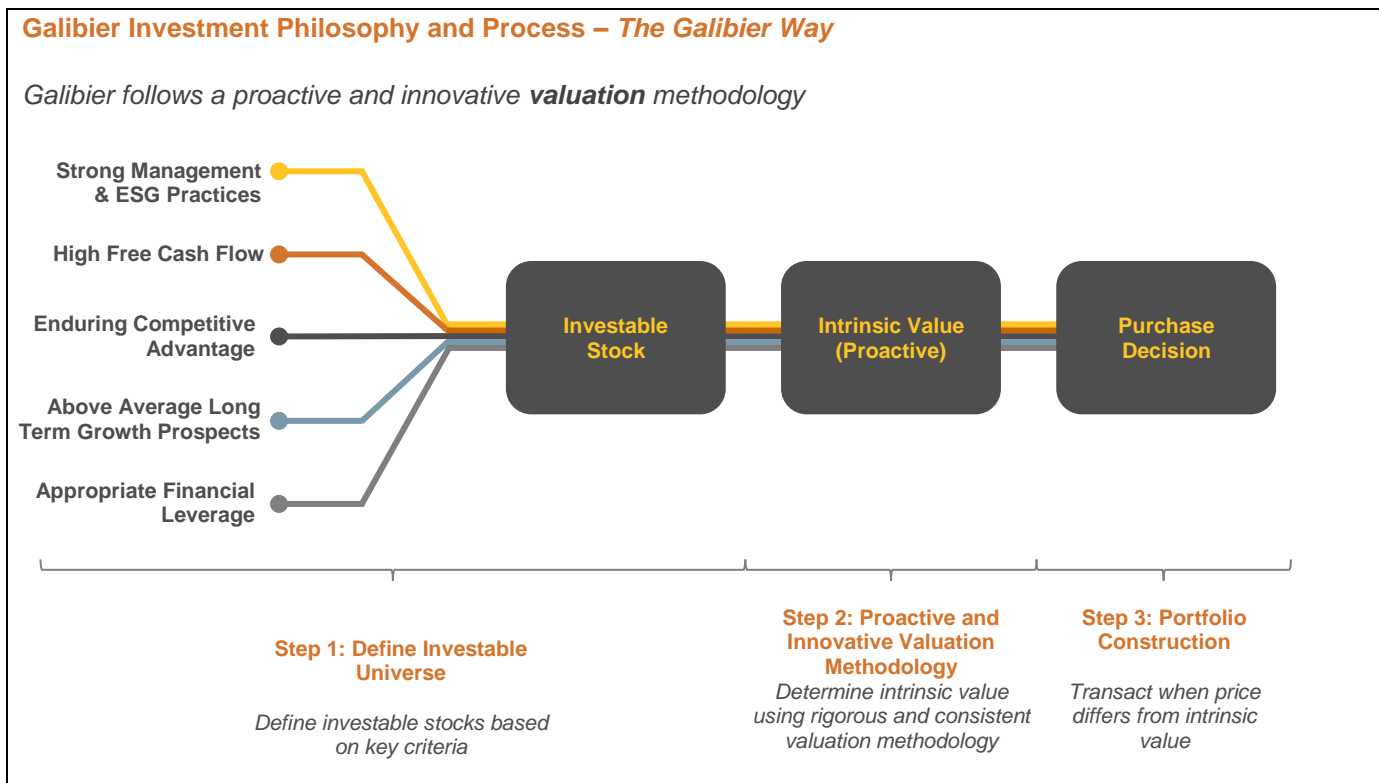 Galibier Investment Philosophy and Process – The Galibier Way
Galibier follows a proactive and innovative valuation methodology
Strong Management
& ESG Practices
High Free Cash Flow
Enduring Competitive
Advantage
Above Average Long
Term Growth Prospects
Appropriate Financial
Leverage
Investable
Stock
Intrinsic Value
(Proactive)
Purchase
Decision
Step 1: Define Investable
Universe
Define investable stocks based
on key criteria
Step 2: Proactive and
Innovative Valuation
Methodology
Determine intrinsic value
using rigorous and consistent
valuation methodology
Step 3: Portfolio
Construction
Transact when price
differs from intrinsic
value